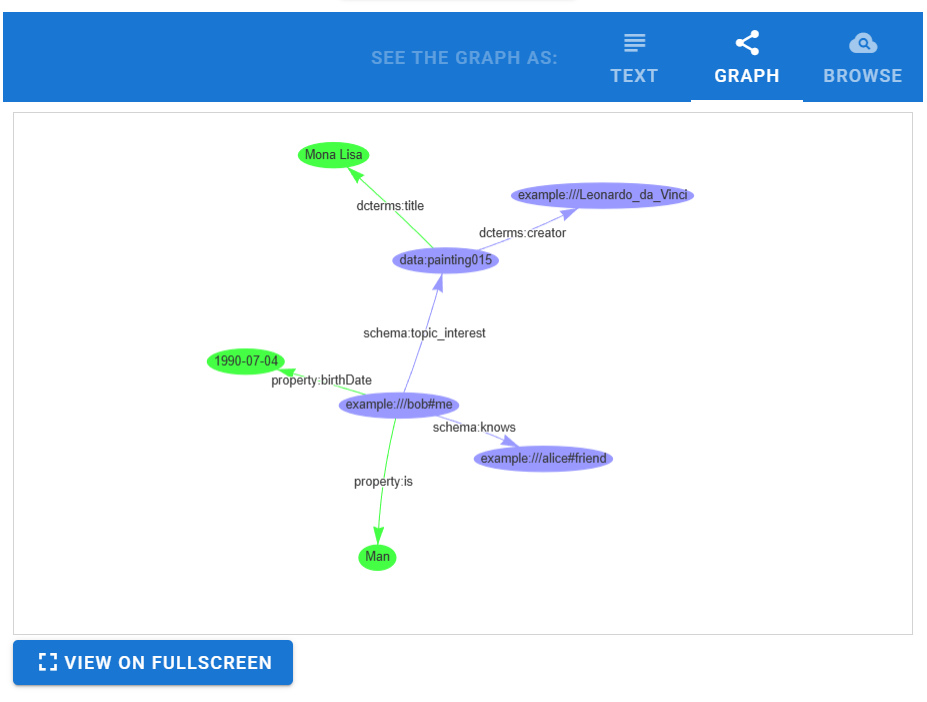 SEE THE GRAPH AS:
TEXT
GRAPH
BROWSE
Mona Lisa
example:///Leonardo_da_Vinci
dcterms:title
dcterms:creator
data:painting015
schema:topic_interest
1990-07-04
property:birthDate
example:///bob#me
schema:knows
example:///alice#friend
property:is
Man
VIEW ON FULLSCREEN